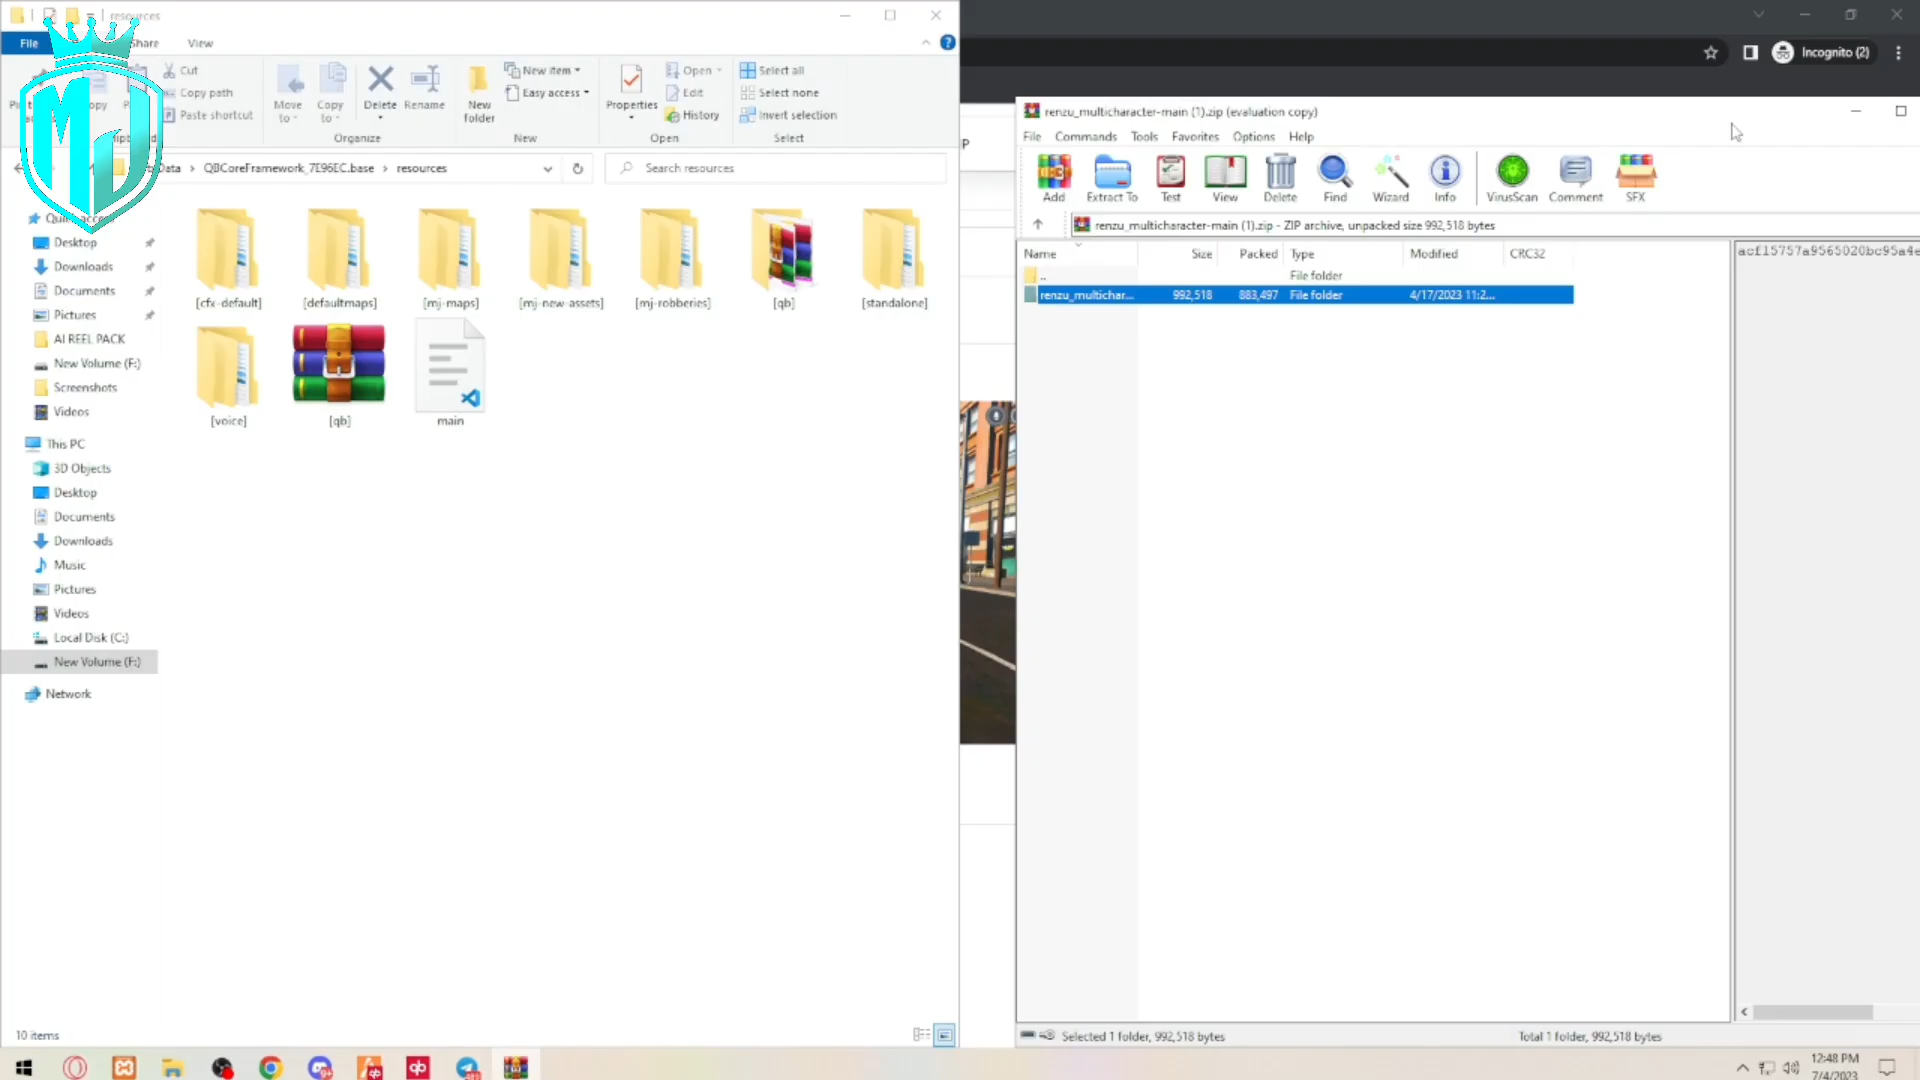 resources
File
Share
View
Cut
Copy path
Paste shortcut
Move to
Copy to
Delete
Rename
New folder
New item
Easy access
Properties
Open
Edit
History
Select all
Select none
Invert selection
Organize
New
Open
Select
QBCoreFramework_7E96EC.base
resources
Search resources
Desktop
Downloads
Documents
Pictures
AI REEL PACK
New Volume (F:)
Screenshots
Videos
This PC
3D Objects
Desktop
Documents
Downloads
Music
Pictures
Videos
Local Disk (C:)
New Volume (F:)
Network
[cfx-default]
[defaultmaps]
[mj-maps]
[mj-new-assets]
[mj-robberies]
[qb]
[standalone]
[voice]
[qb]
main
10 items
MJ
Incognito (2)
renzu_multicharacter-main (1).zip (evaluation copy)
File Commands Tools Favorites Options Help
Add Extract To Test View Delete Find Wizard Info VirusScan Comment SFX
renzu_multicharacter-main (1).zip - ZIP archive, unpacked size 992,518 bytes
Name Size Packed Type Modified CRC32
.. File folder
renzu_multichar... 992,518 883,497 File folder 4/17/2023 11:2...
Selected 1 folder, 992,518 bytes
Total 1 folder, 992,518 bytes
12:48 PM
7/4/2023